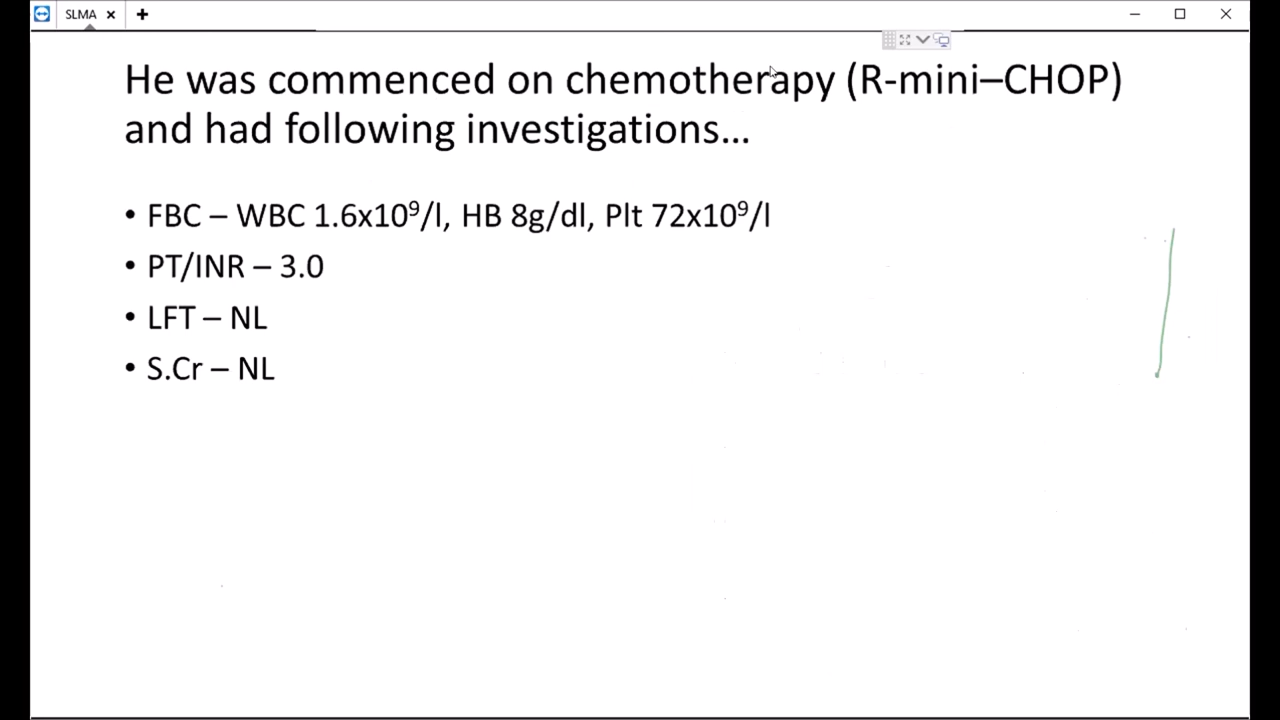 SLMA
He was commenced on chemotherapy (R-mini–CHOP)
and had following investigations...
• FBC – WBC 1.6x10⁹/l, HB 8g/dl, Plt 72x10⁹/l
• PT/INR – 3.0
• LFT – NL
• S.Cr – NL